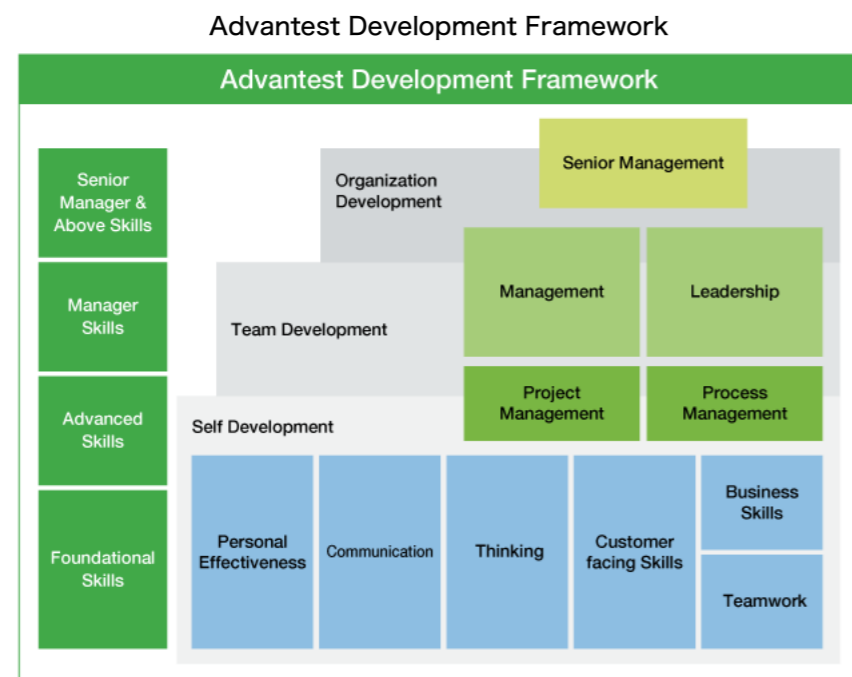 Advantest Development Framework
Advantest Development Framework
Senior
Manager &
Above Skills
Organization
Development
Senior Management
Manager
Skills
Team Development
Management
Leadership
Advanced
Skills
Self Development
Project
Management
Process
Management
Foundational
Skills
Personal
Effectiveness
Communication
Thinking
Customer
facing Skills
Business
Skills
Teamwork